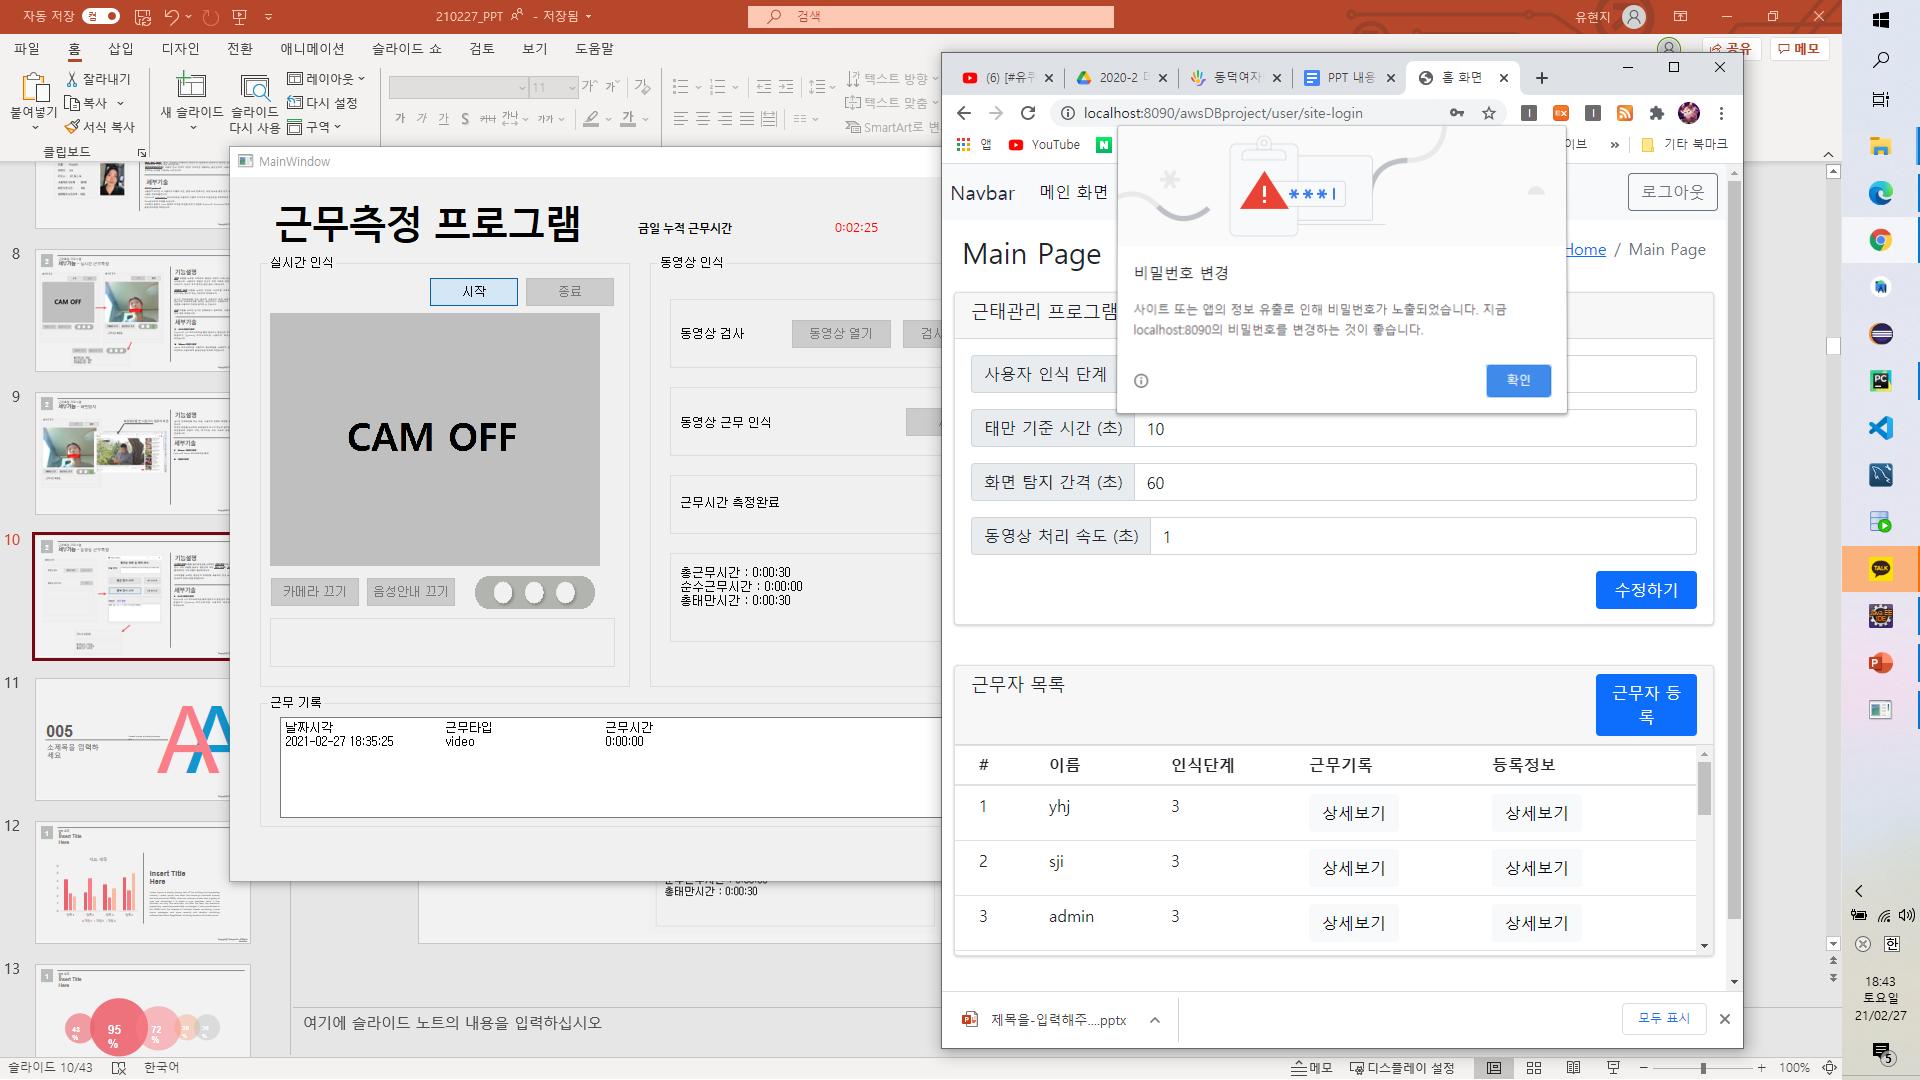 자동 저장
컴
210227_PPT
- 저장됨
검색
유현지
파일
홈
삽입
디자인
전환
애니메이션
슬라이드 쇼
검토
보기
도움말
공유
메모
붙여넣기
잘라내기
복사
서식 복사
클립보드
새 슬라이드
슬라이드
다시 사용
레이아웃
다시 설정
구역
11
텍스트 방향
텍스트 맞춤
SmartArt로 변
8
CAM OFF
9
10
11
005
소제목을 입력하
세요
12
Insert Title
Here
13
Insert Title
Here
95
%
72
%
43
%
MainWindow
근무측정 프로그램
금일 누적 근무시간
0:02:25
실시간 인식
시작
종료
CAM OFF
카메라 끄기
음성안내 끄기
동영상 인식
동영상 검사
동영상 열기
검사
동영상 근무 인식
근무시간 측정완료
총근무시간 : 0:00:30
순수근무시간 : 0:00:00
총태만시간 : 0:00:30
근무 기록
날짜시각 근무타입 근무시간
2021-02-27 18:35:25 video 0:00:00
총태만시간 : 0:00:30
여기에 슬라이드 노트의 내용을 입력하십시오
슬라이드 10/43
한국어
메모
디스플레이 설정
100%
(6) [#유쿠
2020-2 더
동덕여자
PPT 내용
홈 화면
localhost:8090/awsDBproject/user/site-login
앱
YouTube
이브
»
기타 북마크
Navbar
메인 화면
로그아웃
Main Page
Home / Main Page
***
비밀번호 변경
사이트 또는 앱의 정보 유출로 인해 비밀번호가 노출되었습니다. 지금
localhost:8090의 비밀번호를 변경하는 것이 좋습니다.
확인
근태관리 프로그램
사용자 인식 단계
태만 기준 시간 (초) 10
화면 탐지 간격 (초) 60
동영상 처리 속도 (초) 1
수정하기
근무자 목록
근무자 등
록
# 이름 인식단계 근무기록 등록정보
1 yhj 3 상세보기 상세보기
2 sji 3 상세보기 상세보기
3 admin 3 상세보기 상세보기
제목을-입력해주....pptx
모두 표시
TALK
한
18:43
토요일
21/02/27
5